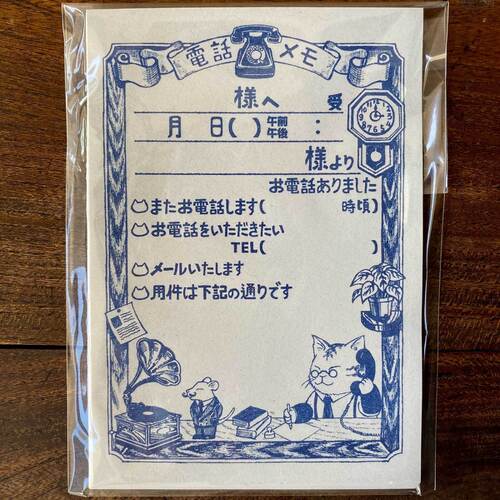 電話メモ
様へ 受
月 日( )午前 午後 :
様より
お電話ありました
またお電話します( 時頃)
お電話をいただきたい
TEL( )
メールいたします
用件は下記の通りです